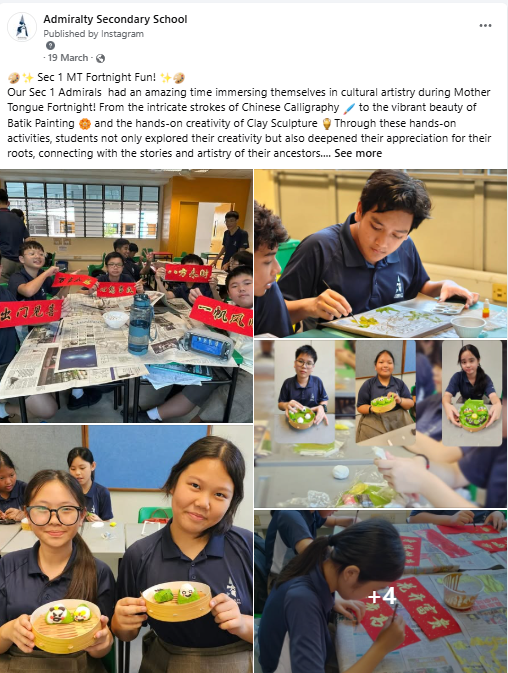 Admiralty Secondary School
Published by Instagram
· 19 March ·
🥟✨ Sec 1 MT Fortnight Fun! ✨🥟
Our Sec 1 Admirals had an amazing time immersing themselves in cultural artistry during Mother
Tongue Fortnight! From the intricate strokes of Chinese Calligraphy 🖌️ to the vibrant beauty of
Batik Painting 🏵️ and the hands-on creativity of Clay Sculpture 🏺Through these hands-on
activities, students not only explored their creativity but also deepened their appreciation for their
roots, connecting with the stories and artistry of their ancestors.... See more
出门见喜
一帆风
+4
花开富贵